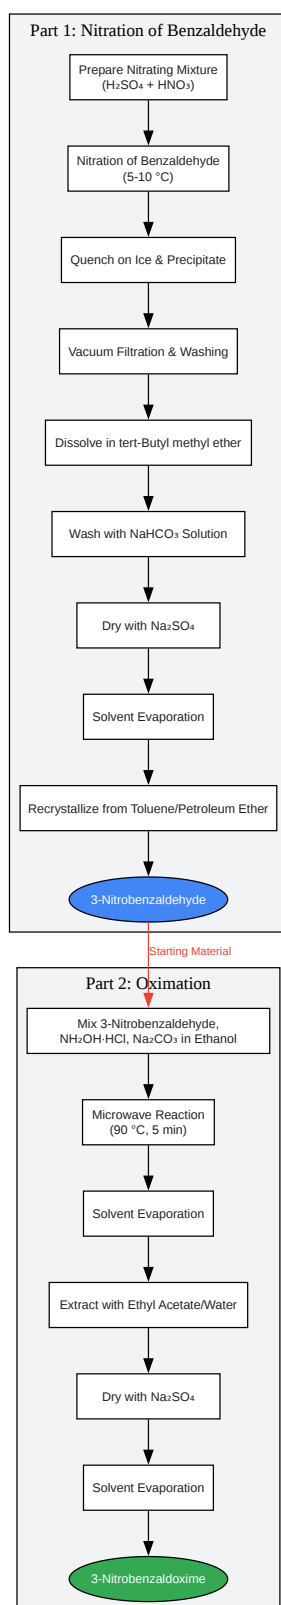 Part 1: Nitration of Benzaldehyde
Prepare Nitrating Mixture
(H₂SO₄ + HNO₃)
Nitration of Benzaldehyde
(5-10 °C)
Quench on Ice & Precipitate
Vacuum Filtration & Washing
Dissolve in tert-Butyl methyl ether
Wash with NaHCO₃ Solution
Dry with Na₂SO₄
Solvent Evaporation
Recrystallize from Toluene/Petroleum Ether
3-Nitrobenzaldehyde
Starting Material
Part 2: Oximation
Mix 3-Nitrobenzaldehyde,
NH₂OH·HCl, Na₂CO₃ in Ethanol
Microwave Reaction
(90 °C, 5 min)
Solvent Evaporation
Extract with Ethyl Acetate/Water
Dry with Na₂SO₄
Solvent Evaporation
3-Nitrobenzaldoxime